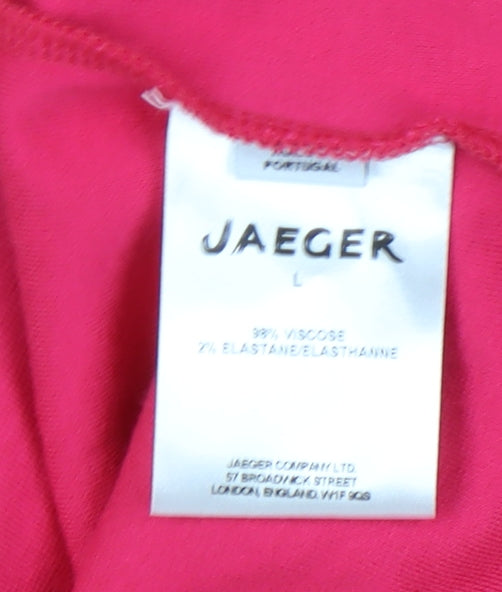 PORTUGAL
JAEGER
L
98% VISCOSE
2% ELASTANE/ELASTHANNE
JAEGER COMPANY LTD.
57 BROADWICK STREET
LONDON, ENGLAND. W1F 9QS